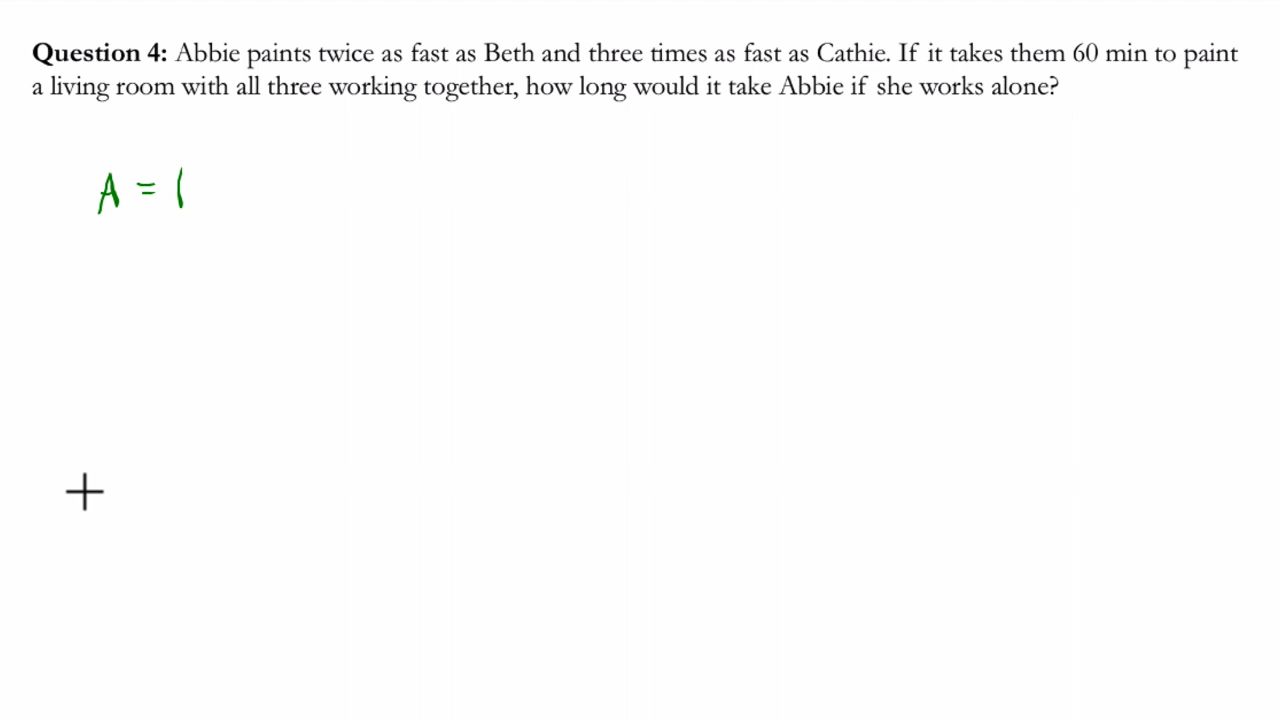 Question 4: Abbie paints twice as fast as Beth and three times as fast as Cathie. If it takes them 60 min to paint
a living room with all three working together, how long would it take Abbie if she works alone?
A = 1